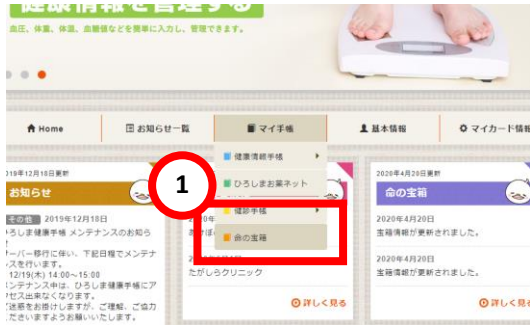 健康情報を管理する
血圧、体重、体温、血糖値などを簡単に入力し、管理できます。
Home
お知らせ一覧
マイ手帳
基本情報
マイカード情報
健康情報手帳
ひろしまお薬ネット
健診手帳
命の宝箱
1
019年12月18日更新
お知らせ
その他 2019年12月18日
ひろしま健康手帳 メンテナンスのお知ら
せ
サーバー移行に伴い、下記日程でメンテナ
ンスを行います。
12/19(木) 14:00~15:00
メンテナンス中は、ひろしま健康手帳にア
クセス出来なくなります。
ご迷惑をお掛けしますが、ご理解、ご協力
くださいますようお願いいたします。
たがしらクリニック
詳しく見る
2020年4月20日更新
命の宝箱
2020年4月20日
宝箱情報が更新されました。
2020年4月20日
宝箱情報が更新されました。
詳しく見る